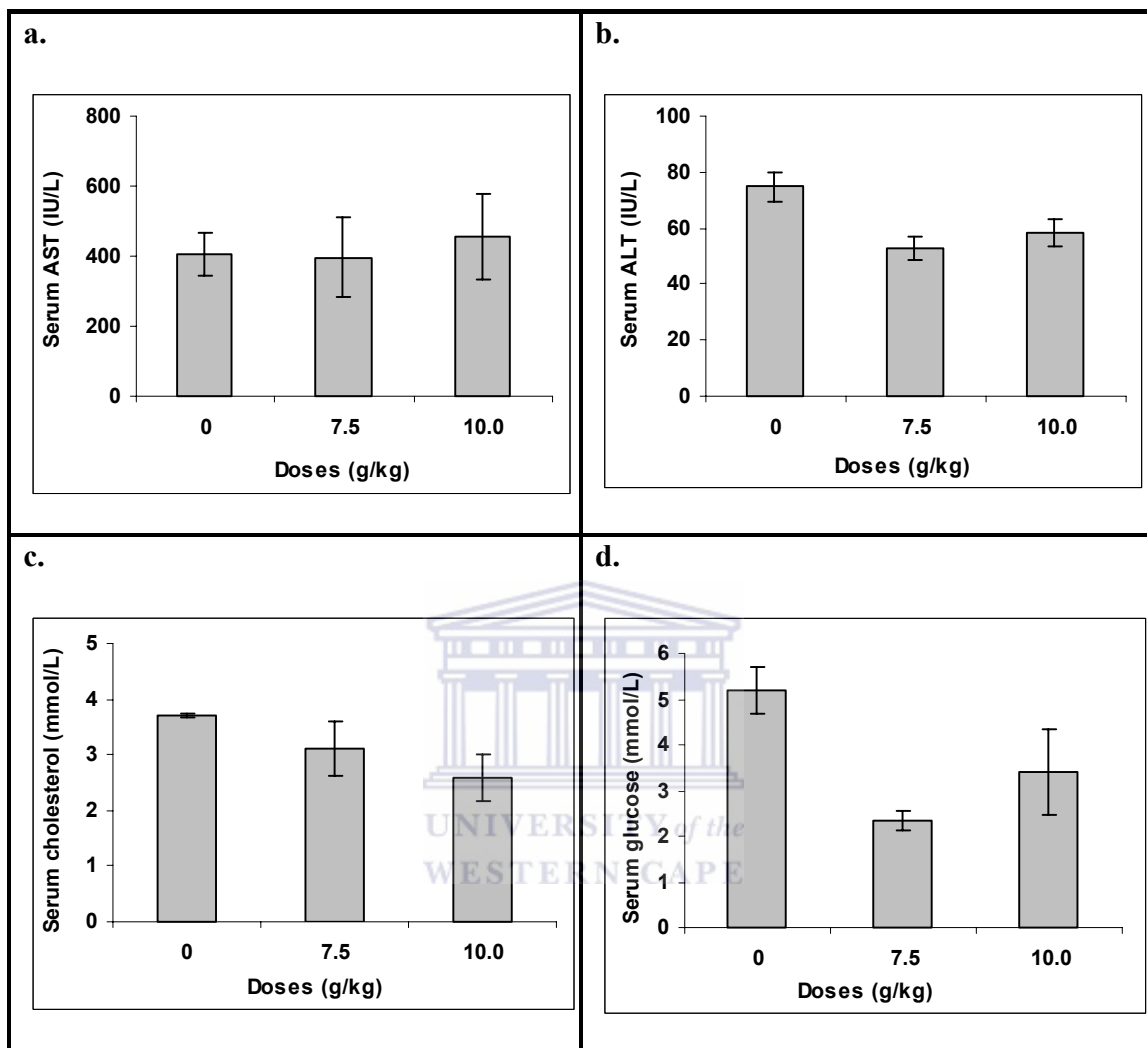 a.
800
600
400
200
0
Serum AST (IU/L)
0 7.5 10.0
Doses (g/kg)
b.
100
80
60
40
20
0
Serum ALT (IU/L)
0 7.5 10.0
Doses (g/kg)
c.
5
4
3
2
1
0
Serum cholesterol (mmol/L)
0 7.5 10.0
Doses (g/kg)
d.
6
5
4
3
2
1
0
Serum glucose (mmol/L)
0 7.5 10.0
Doses (g/kg)
UNIVERSITY of the
WESTERN CAPE